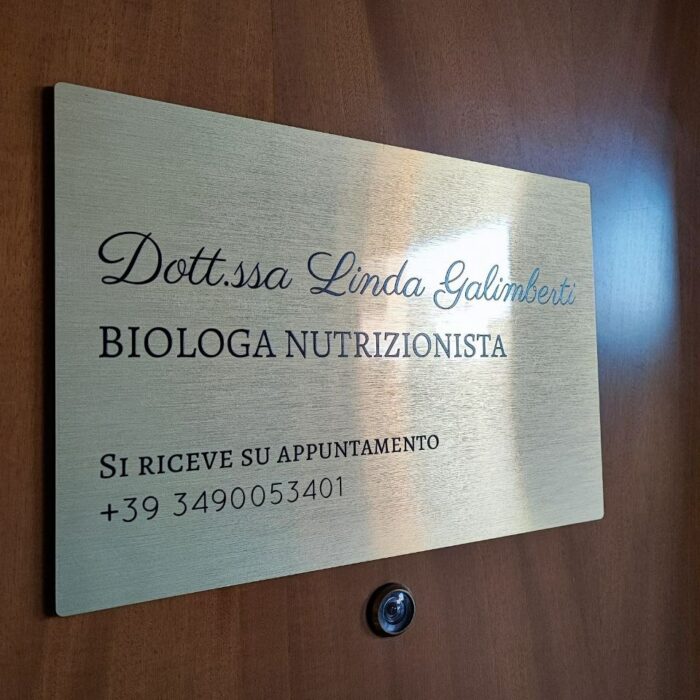 Dott.ssa Linda Galimberti
BIOLOGA NUTRIZIONISTA
SI RICEVE SU APPUNTAMENTO
+39 3490053401